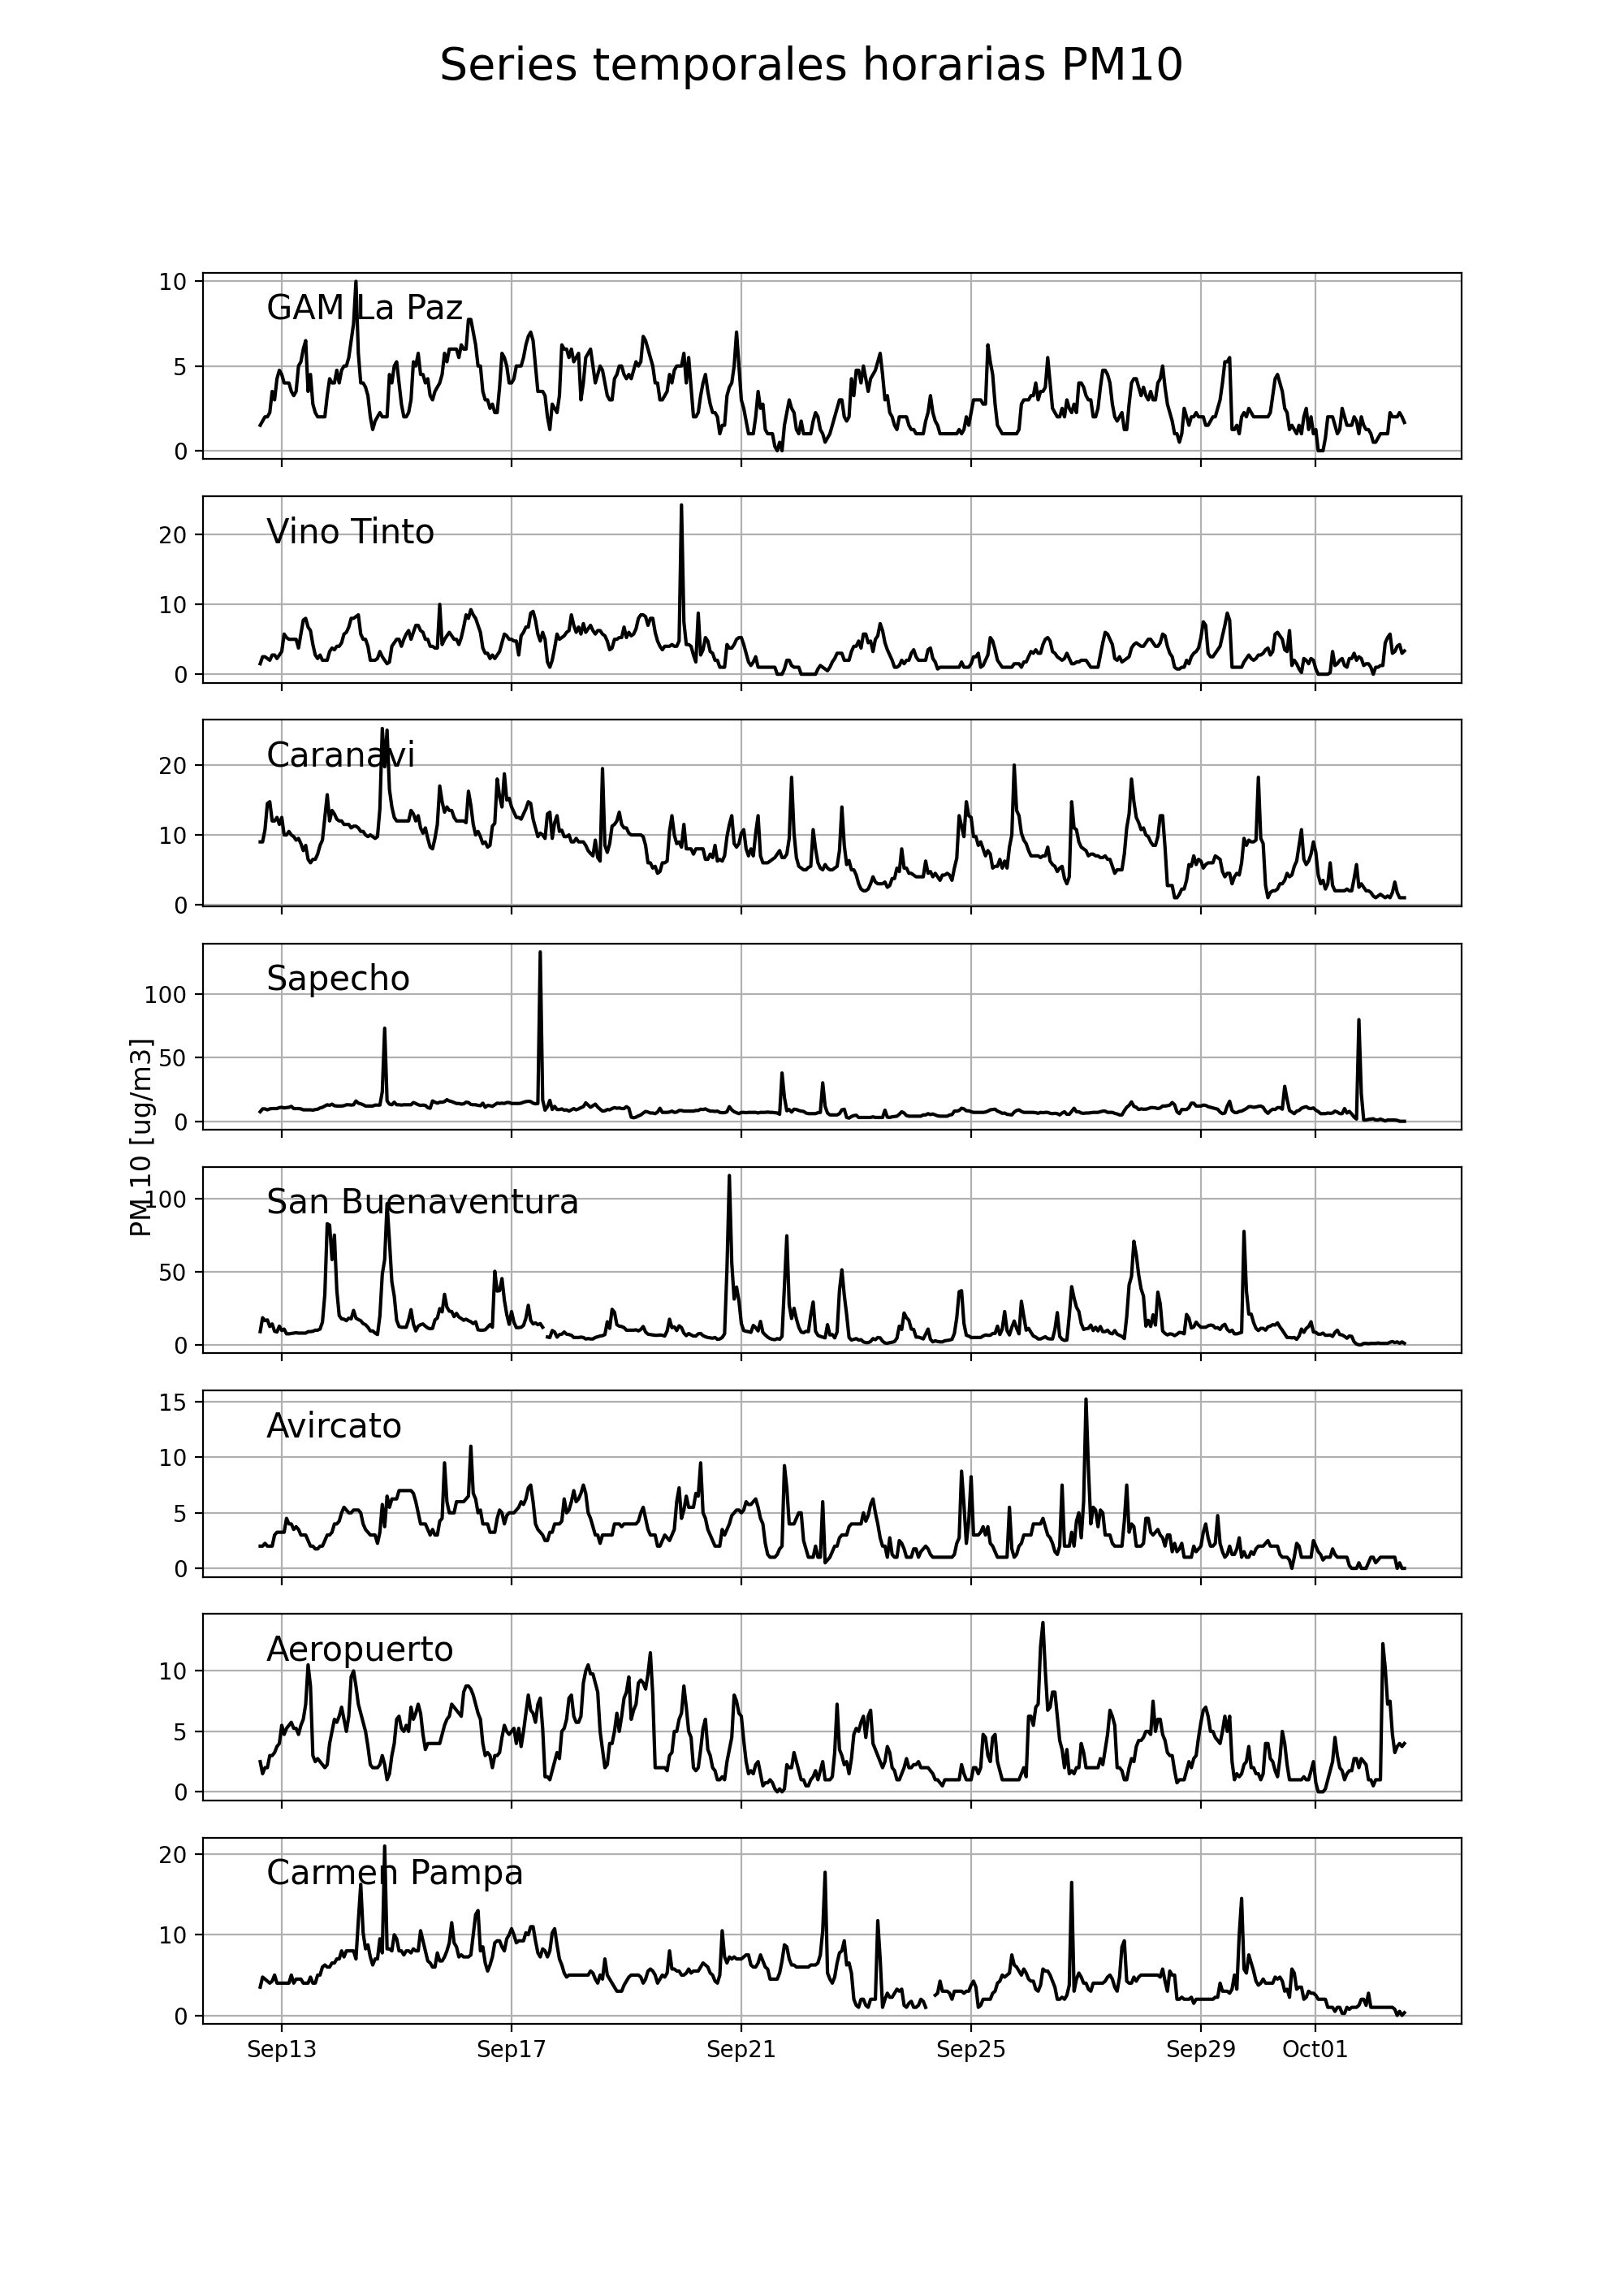 Series temporales horarias PM10
10
GAM La Paz
5
0
Vino Tinto
20
10
0
Caranavi
20
10
0
Sapecho
100
50
0
PM 10 [ug/m3]
San Buenaventura
100
50
0
15
Avircato
10
5
0
Aeropuerto
10
5
0
20
Carmen Pampa
10
0
Sep13 Sep17 Sep21 Sep25 Sep29 Oct01